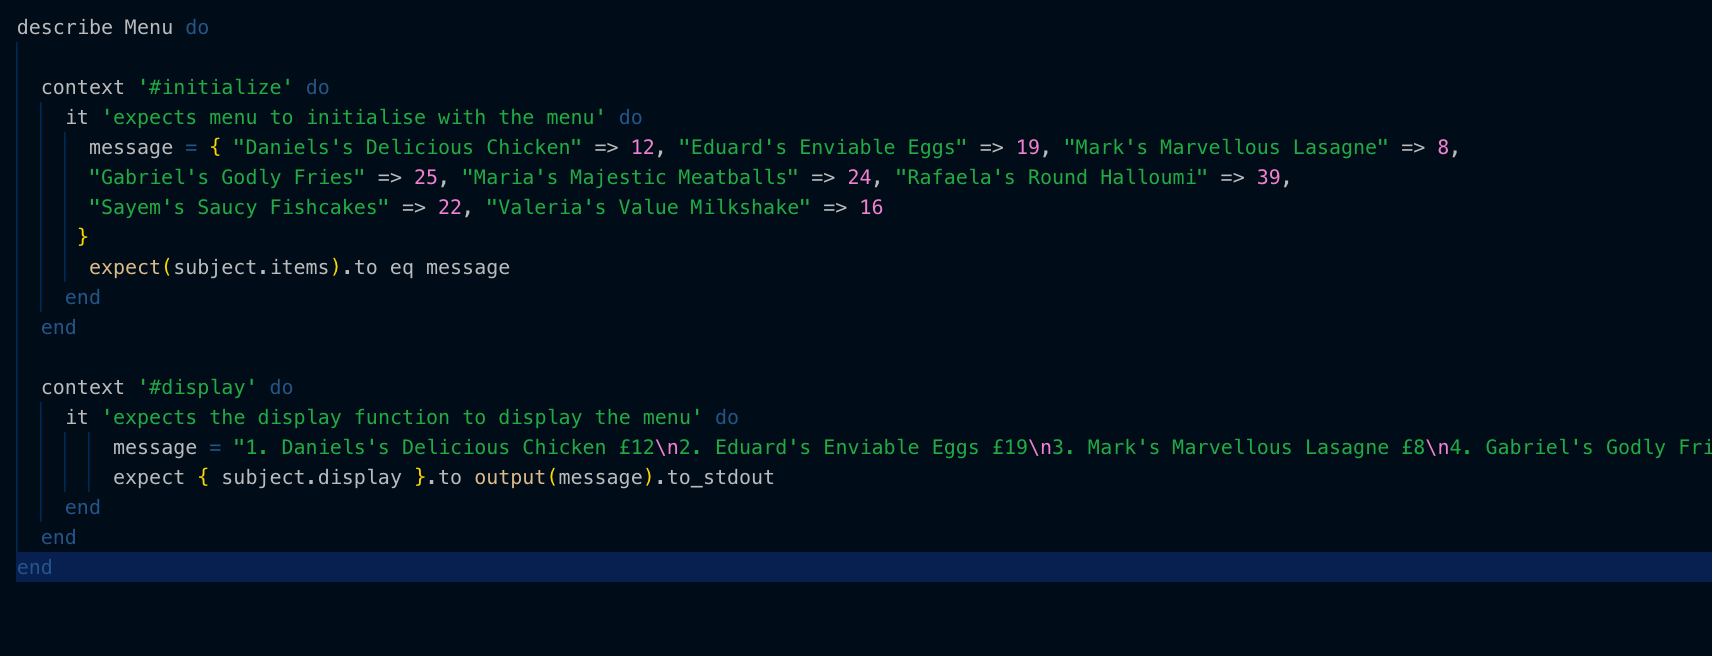 describe Menu do
context '#initialize' do
it 'expects menu to initialise with the menu' do
message = { "Daniels's Delicious Chicken" => 12, "Eduard's Enviable Eggs" => 19, "Mark's Marvellous Lasagne" => 8,
"Gabriel's Godly Fries" => 25, "Maria's Majestic Meatballs" => 24, "Rafaela's Round Halloumi" => 39,
"Sayem's Saucy Fishcakes" => 22, "Valeria's Value Milkshake" => 16
}
expect(subject.items).to eq message
end
end
context '#display' do
it 'expects the display function to display the menu' do
message = "1. Daniels's Delicious Chicken £12\n2. Eduard's Enviable Eggs £19\n3. Mark's Marvellous Lasagne £8\n4. Gabriel's Godly Fri
expect { subject.display }.to output(message).to_stdout
end
end
end